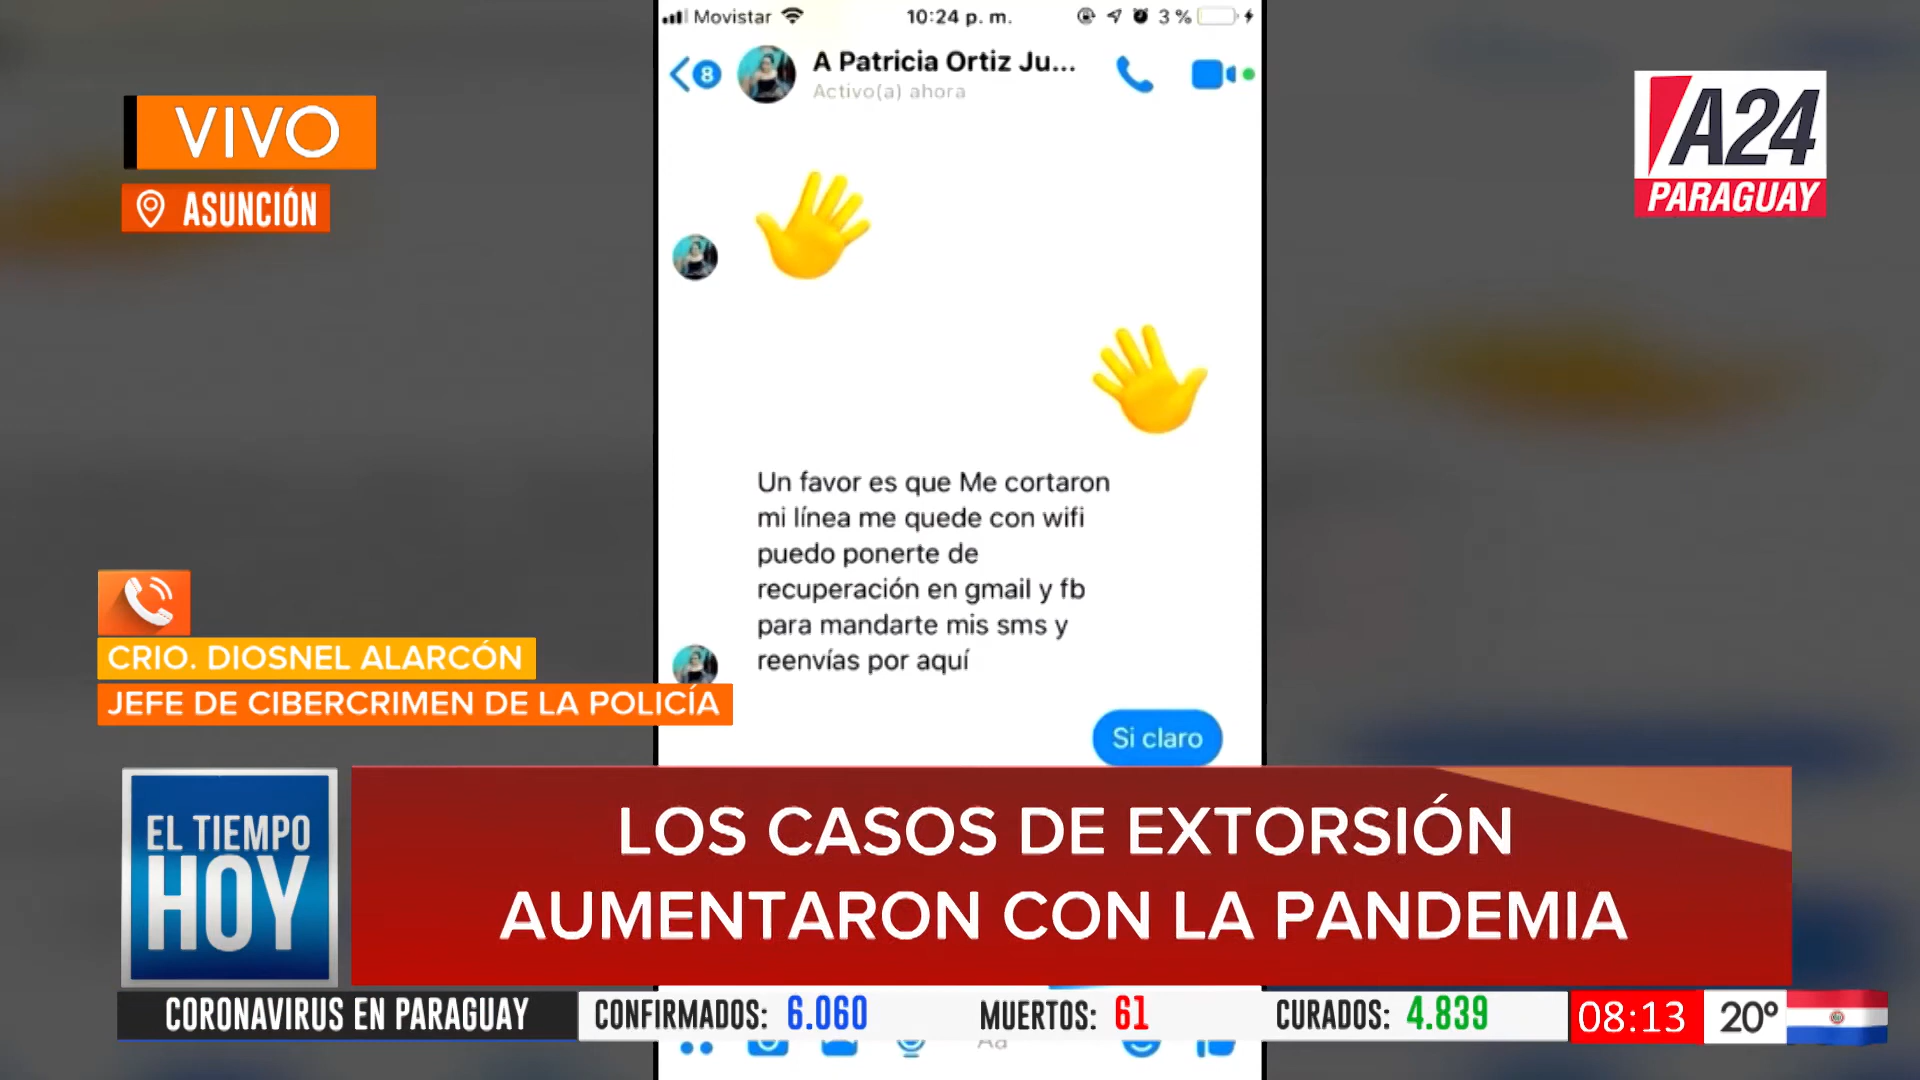 Movistar
10:24 p. m.
3 %
8
A Patricia Ortiz Ju...
Activo(a) ahora
VIVO
ASUNCIÓN
A24
PARAGUAY
Un favor es que Me cortaron
mi línea me quede con wifi
puedo ponerte de
recuperación en gmail y fb
para mandarte mis sms y
reenvías por aquí
Si claro
CRIO. DIOSNEL ALARCÓN
JEFE DE CIBERCRIMEN DE LA POLICÍA
EL TIEMPO
HOY
LOS CASOS DE EXTORSIÓN
AUMENTARON CON LA PANDEMIA
CORONAVIRUS EN PARAGUAY
CONFIRMADOS: 6.060
MUERTOS: 61
CURADOS: 4.839
08:13
20º
Aa